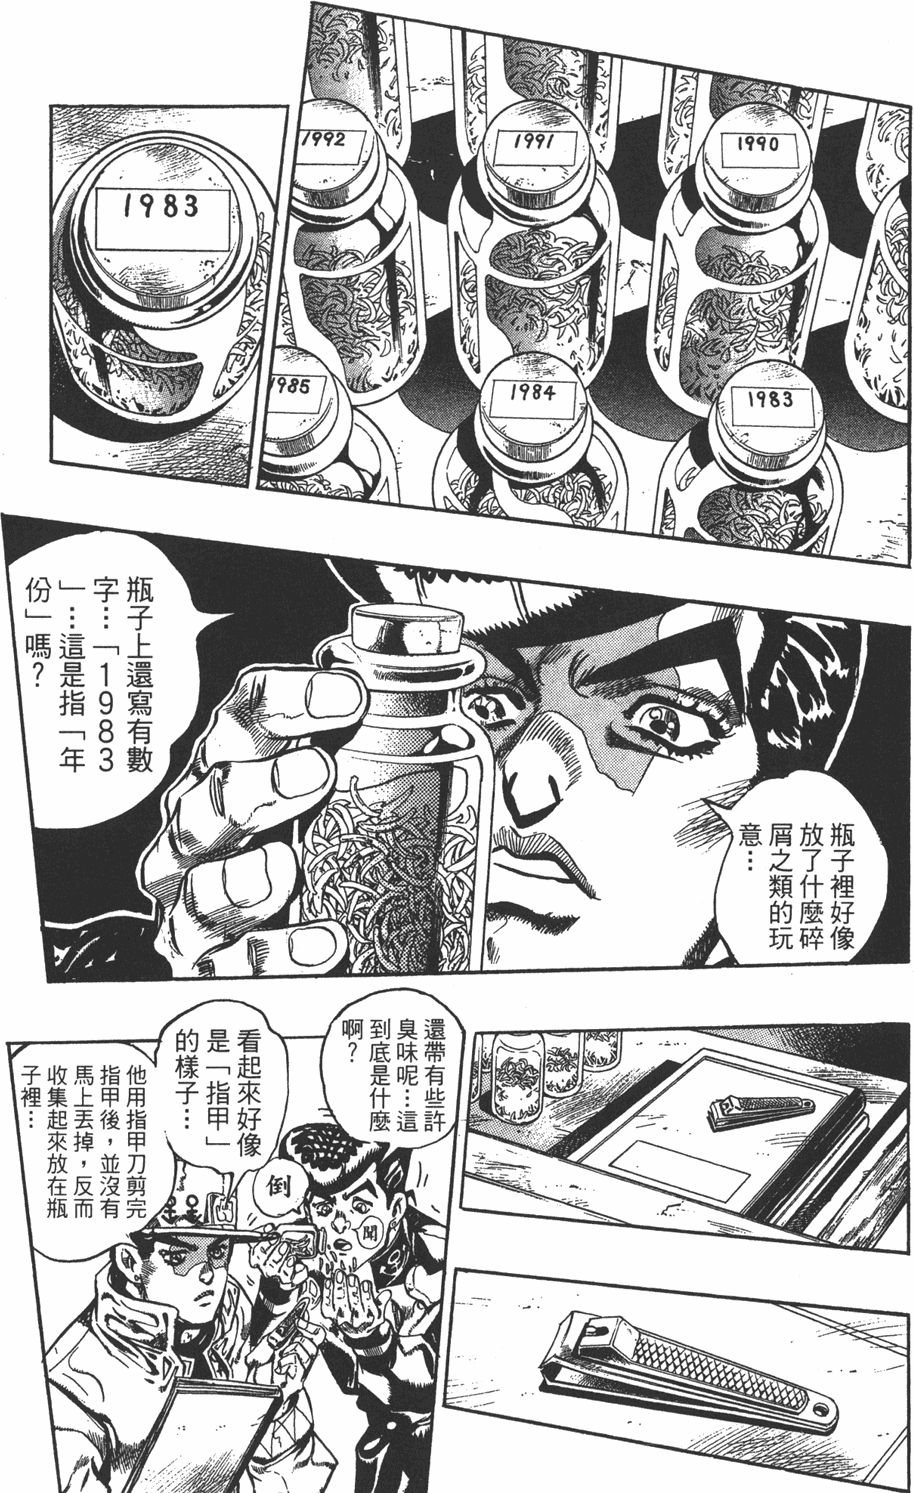 1990
1991
1992
1983
1984
1985
1983
瓶子裡好像
放了什麼碎
屑之類的玩
意…
瓶子上還寫有數
字…「1983
」…這是指「年
份」嗎？
還帶有些許
臭味呢…這
到底是什麼
啊？
聞
倒
看起來好像
是「指甲」
的樣子…
他用指甲刀剪完
指甲後，並沒有
馬上丟掉，反而
收集起來放在瓶
子裡…